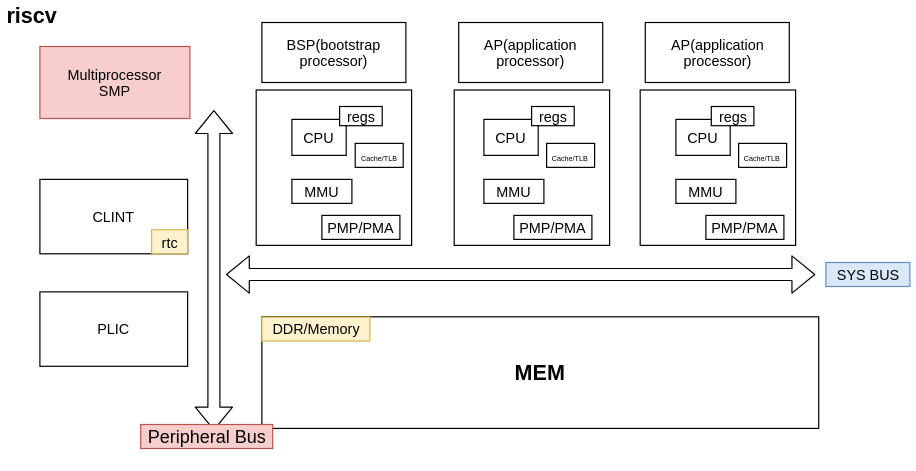 riscv
Multiprocessor
SMP
BSP(bootstrap
processor)
AP(application
processor)
AP(application
processor)
regs
CPU
Cache/TLB
MMU
PMP/PMA
regs
CPU
Cache/TLB
MMU
PMP/PMA
regs
CPU
Cache/TLB
MMU
PMP/PMA
CLINT
rtc
SYS BUS
PLIC
DDR/Memory
MEM
Peripheral Bus